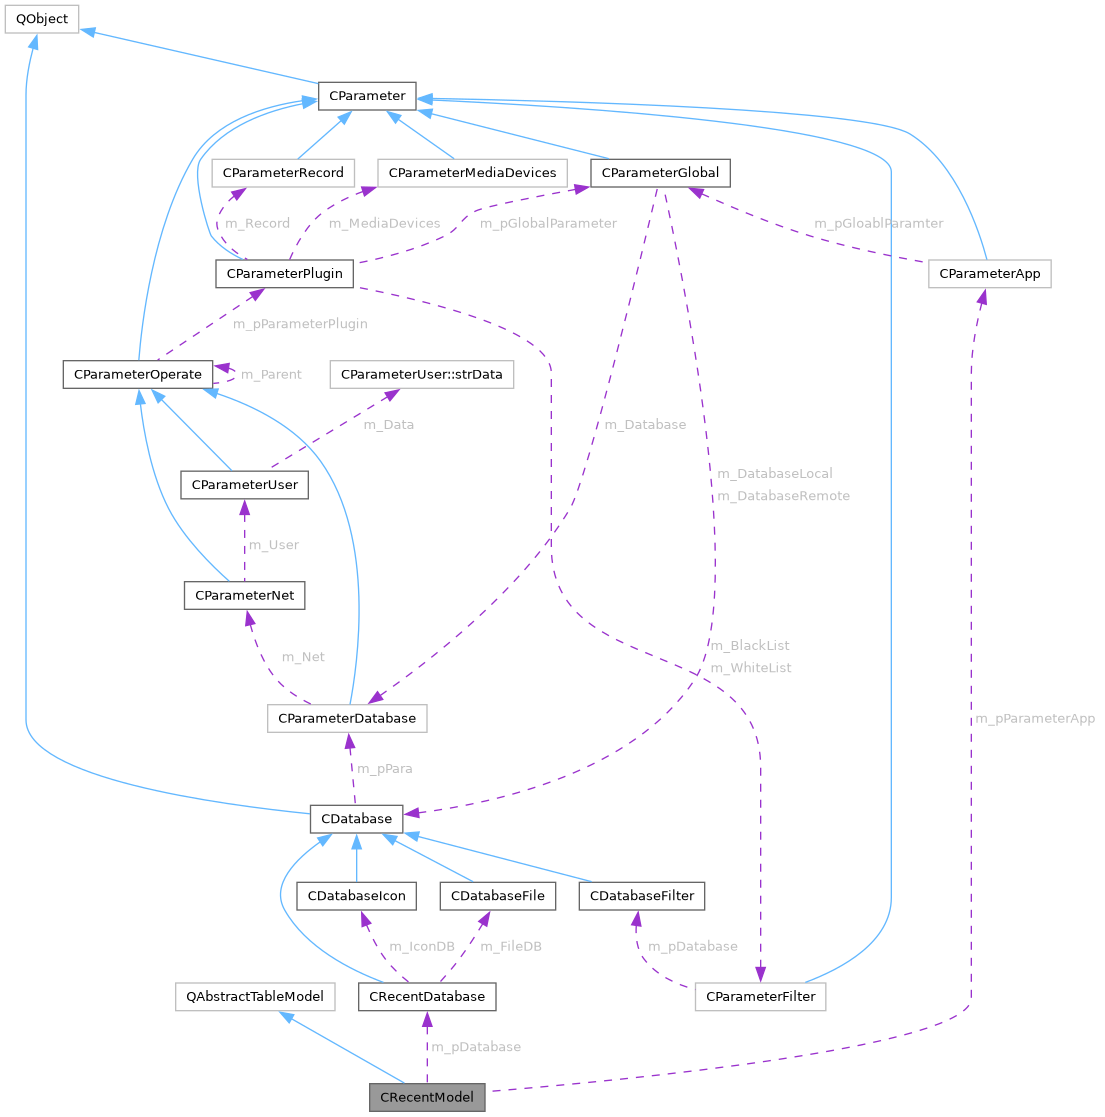 QObject
CParameter
CParameterRecord
CParameterMediaDevices
CParameterGlobal
m_Record
m_MediaDevices
m_pGlobalParameter
m_pGloablParamter
CParameterPlugin
CParameterApp
m_pParameterPlugin
CParameterOperate
m_Parent
CParameterUser::strData
m_Data
m_Database
m_DatabaseLocal
m_DatabaseRemote
CParameterUser
m_User
CParameterNet
m_BlackList
m_WhiteList
m_Net
CParameterDatabase
m_pParameterApp
m_pPara
CDatabase
CDatabaseIcon
CDatabaseFile
CDatabaseFilter
m_IconDB
m_FileDB
m_pDatabase
QAbstractTableModel
CRecentDatabase
CParameterFilter
m_pDatabase
CRecentModel